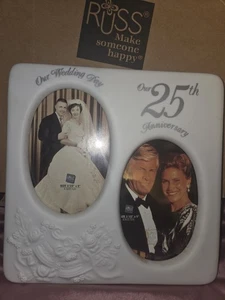 RUSS®
Make
someone
happy®
Our Wedding Day
Our
25th
Anniversary